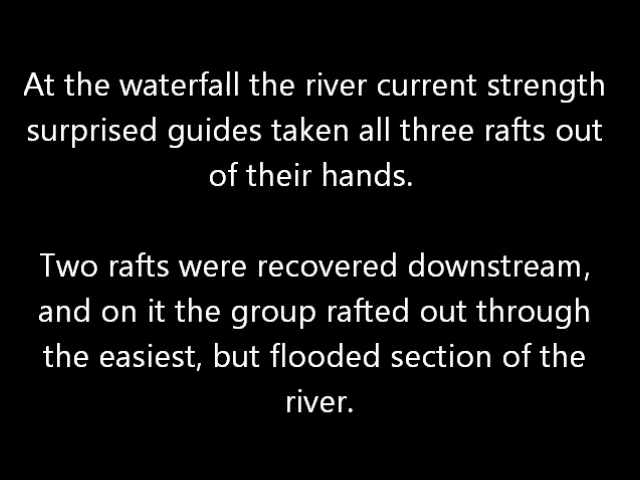 At the waterfall the river current strength
surprised guides taken all three rafts out
of their hands.
Two rafts were recovered downstream,
and on it the group rafted out through
the easiest, but flooded section of the
river.